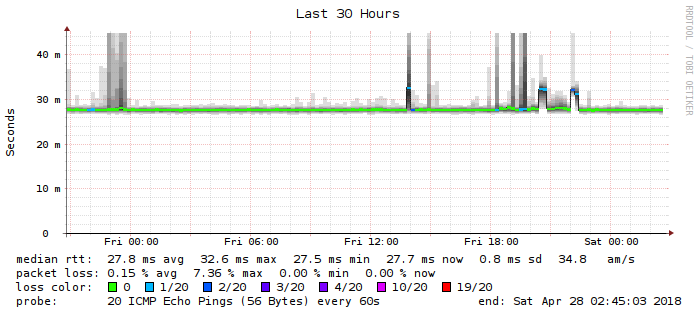 Last 30 Hours
RRDTOOL / TOBI OETIKER
Seconds
40 m
30 m
20 m
10 m
0
Fri 00:00 Fri 06:00 Fri 12:00 Fri 18:00 Sat 00:00
median rtt: 27.8 ms avg 32.6 ms max 27.5 ms min 27.7 ms now 0.8 ms sd 34.8 am/s
packet loss: 0.15 % avg 7.36 % max 0.00 % min 0.00 % now
loss color: 0 1/20 2/20 3/20 4/20 10/20 19/20
probe: 20 ICMP Echo Pings (56 Bytes) every 60s end: Sat Apr 28 02:45:03 2018